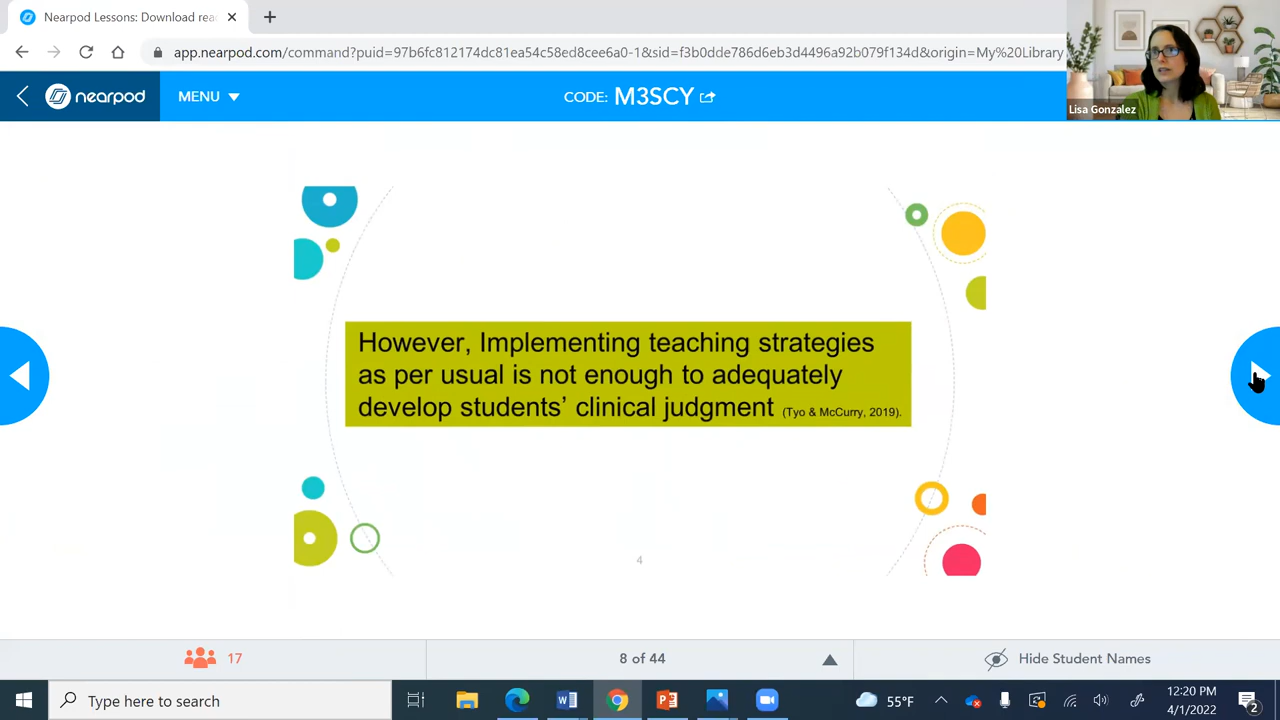 Nearpod Lessons: Download rea
app.nearpod.com/command?puid=97b6fc812174dc81ea54c58ed8cee6a0-1&sid=f3b0dde786d6eb3d4496a92b079f134d&origin=My%20Library
nearpod
MENU
CODE: M3SCY
Lisa Gonzalez
However, Implementing teaching strategies
as per usual is not enough to adequately
develop students’ clinical judgment (Tyo & McCurry, 2019).
4
17
8 of 44
Hide Student Names
Type here to search
55°F
12:20 PM
4/1/2022
2